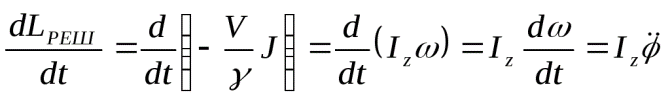 dL_РЕШ/dt = d/dt(- V/γ J) = d/dt (I_z ω) = I_z dω/dt = I_z φ̈